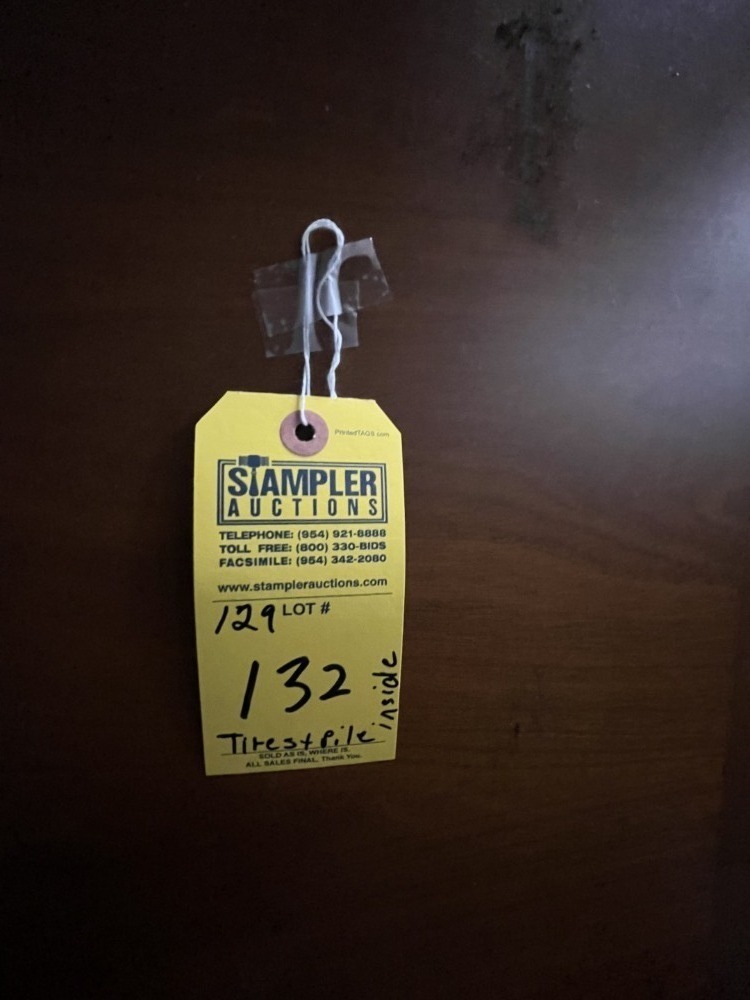 PrintedTAGS.com
STAMPLER
AUCTIONS
TELEPHONE: (954) 921-8888
TOLL FREE: (800) 330-BIDS
FACSIMILE: (954) 342-2080
www.stamplerauctions.com
129 LOT #
132
inside
Tires + Pile
SOLD AS IS, WHERE IS.
ALL SALES FINAL, Thank You.